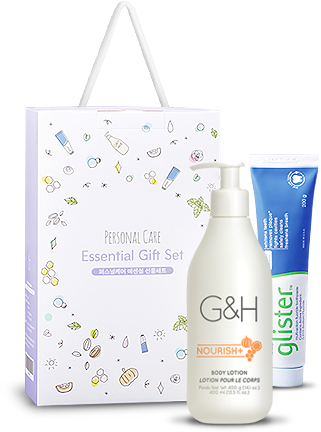 PERSONAL CARE
Essential Gift Set
퍼스널케어 에센셜 선물세트
G&H
NOURISH+
BODY LOTION
LOTION POUR LE CORPS
glister
200 g